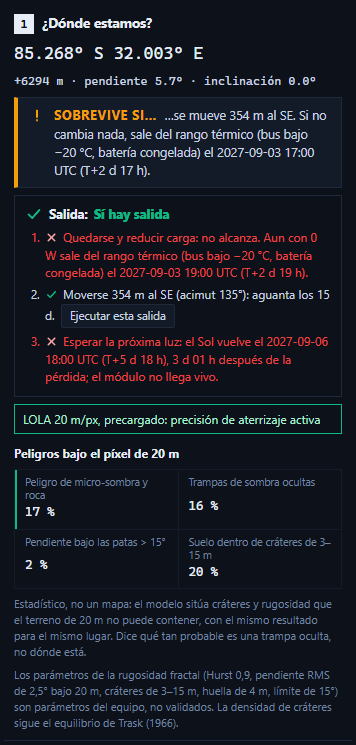 1 ¿Dónde estamos?
85.268° S 32.003° E
+6294 m · pendiente 5.7° · inclinación 0.0°
! SOBREVIVE SI... ...se mueve 354 m al SE. Si no
cambia nada, sale del rango térmico (bus bajo
−20 °C, batería congelada) el 2027-09-03 17:00
UTC (T+2 d 17 h).
✓ Salida: Sí hay salida
1. ✕ Quedarse y reducir carga: no alcanza. Aun con 0
W sale del rango térmico (bus bajo −20 °C, batería
congelada) el 2027-09-03 19:00 UTC (T+2 d 19 h).
2. ✓ Moverse 354 m al SE (acimut 135°): aguanta los 15
d. Ejecutar esta salida
3. ✕ Esperar la próxima luz: el Sol vuelve el 2027-09-06
18:00 UTC (T+5 d 18 h), 3 d 01 h después de la
pérdida; el módulo no llega vivo.
LOLA 20 m/px, precargado: precisión de aterrizaje activa
Peligros bajo el píxel de 20 m
Peligro de micro-sombra y
roca
17 %
Trampas de sombra ocultas
16 %
Pendiente bajo las patas > 15°
2 %
Suelo dentro de cráteres de 3–
15 m
20 %
Estadístico, no un mapa: el modelo sitúa cráteres y rugosidad que
el terreno de 20 m no puede contener, con el mismo resultado
para el mismo lugar. Dice qué tan probable es una trampa oculta,
no dónde está.
Los parámetros de la rugosidad fractal (Hurst 0,9, pendiente RMS
de 2,5° bajo 20 m, cráteres de 3–15 m, huella de 4 m, límite de 15°)
son parámetros del equipo, no validados. La densidad de cráteres
sigue el equilibrio de Trask (1966).